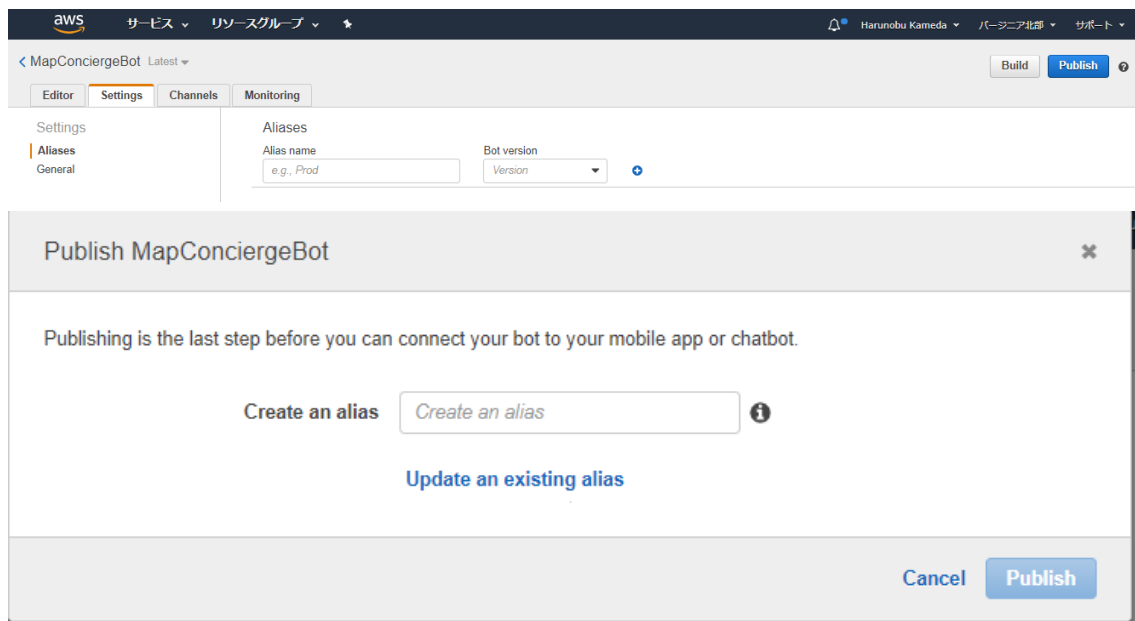 aws サービス リソースグループ Harunobu Kameda バージニア北部 サポート
MapConciergeBot Latest Build Publish
Editor Settings Channels Monitoring
Settings Aliases
Aliases Alias name Bot version
General e.g., Prod Version
Publish MapConciergeBot
Publishing is the last step before you can connect your bot to your mobile app or chatbot.
Create an alias Create an alias
Update an existing alias
Cancel Publish